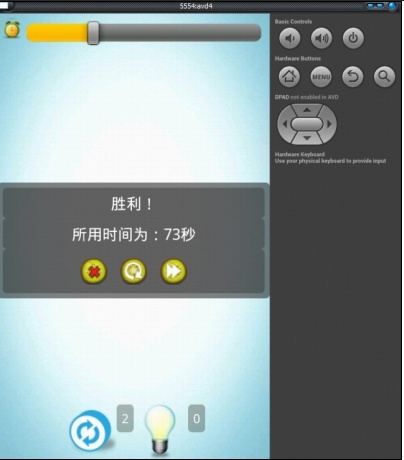 5554:avd4
Basic Controls
Hardware Buttons
MENU
DPAD not enabled in AVD
Hardware Keyboard
Use your physical keyboard to provide input
胜利！
所用时间为：73秒
2
0